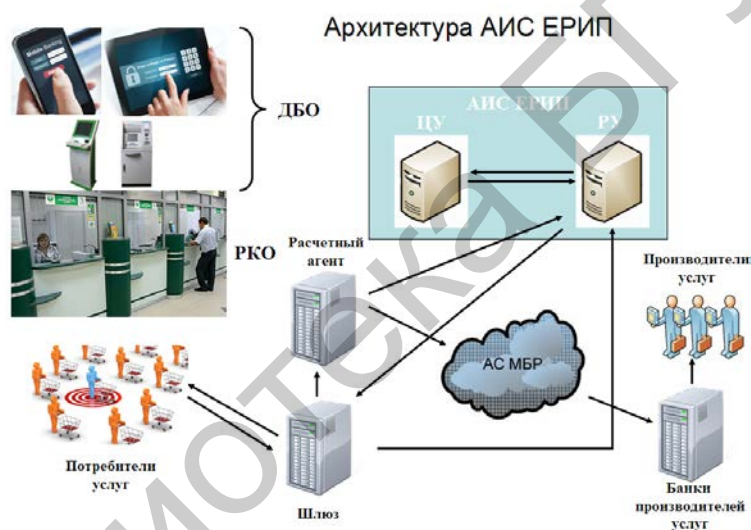 Архитектура АИС ЕРИП
ДБО
АИС ЕРИП
ЦУ
РУ
РКО
Расчетный
агент
Производители
услуг
АС МБР
Потребители
услуг
Шлюз
Банки
производителей
услуг